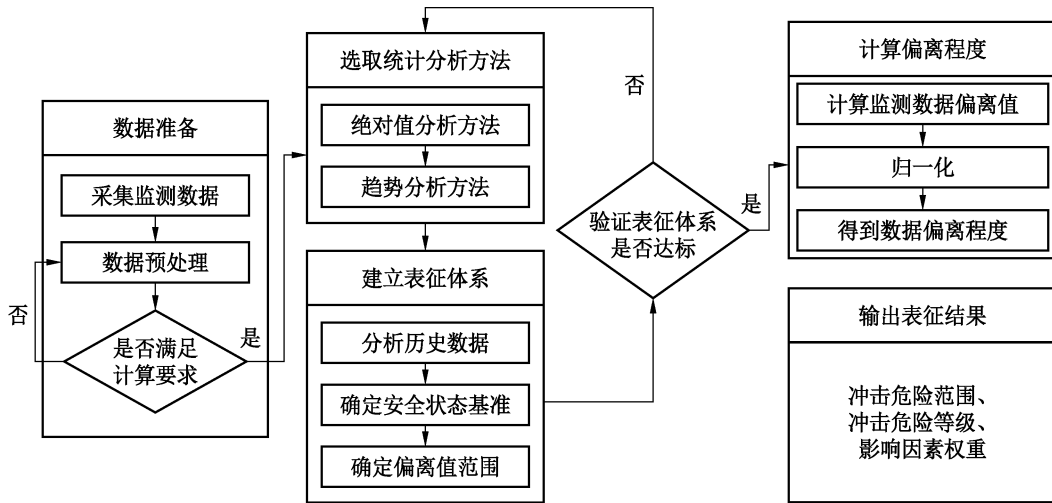 数据准备
采集监测数据
数据预处理
是否满足
计算要求
否
是
选取统计分析方法
绝对值分析方法
趋势分析方法
建立表征体系
分析历史数据
确定安全状态基准
确定偏离值范围
否
验证表征体系
是否达标
是
计算偏离程度
计算监测数据偏离值
归一化
得到数据偏离程度
输出表征结果
冲击危险范围、
冲击危险等级、
影响因素权重